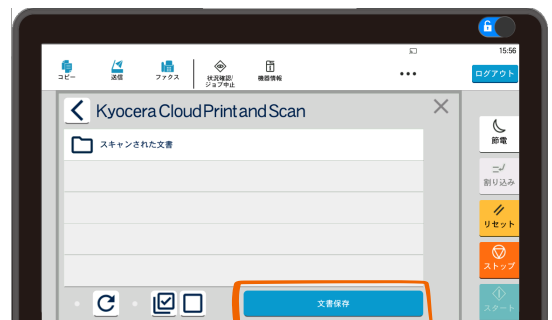 15:56
コピー
送信
ファクス
状況確認/
ジョブ中止
機器情報
ログアウト
Kyocera Cloud Print and Scan
スキャンされた文書
文書保存
節電
割り込み
リセット
ストップ
スタート